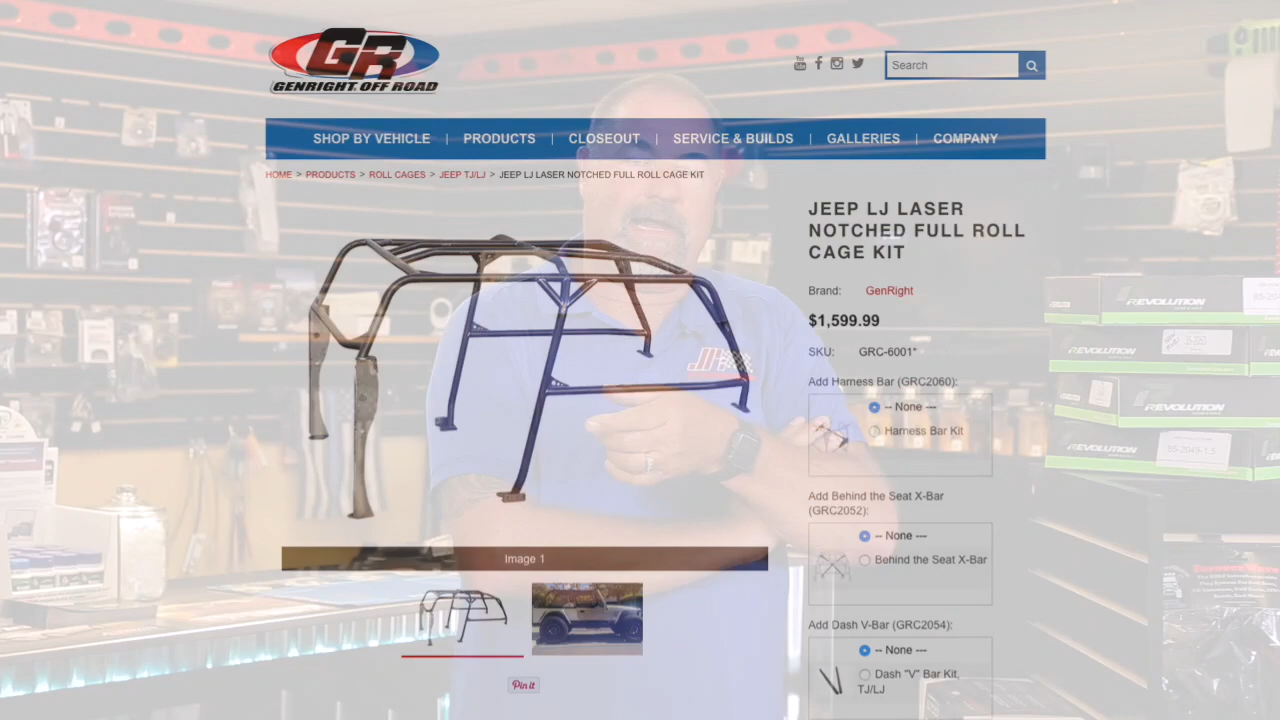 GR
GENRIGHT OFF ROAD
Search
SHOP BY VEHICLE | PRODUCTS | CLOSEOUT | SERVICE & BUILDS | GALLERIES | COMPANY
HOME > PRODUCTS > ROLL CAGES > JEEP TJ/LJ > JEEP LJ LASER NOTCHED FULL ROLL CAGE KIT
JEEP LJ LASER
NOTCHED FULL ROLL
CAGE KIT
Brand: GenRight
$1,599.99
SKU: GRC-6001*
Add Harness Bar (GRC2060):
-- None ---
Harness Bar Kit
Add Behind the Seat X-Bar
(GRC2052):
-- None ---
Behind the Seat X-Bar
Add Dash V-Bar (GRC2054):
-- None ---
Dash "V" Bar Kit,
TJ/LJ
Image 1
Pin it
REVOLUTION
REVOLUTION
REVOLUTION
REVOLUTION